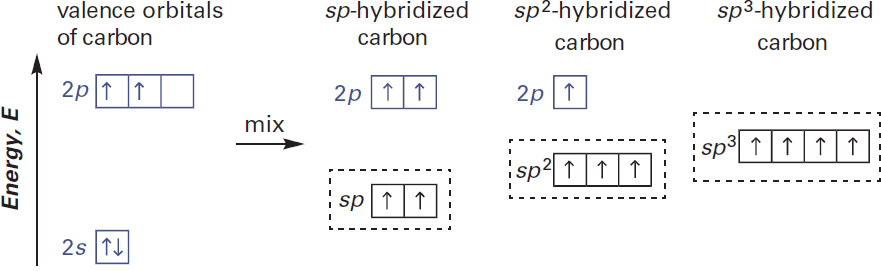 valence orbitals
of carbon
sp-hybridized
carbon
sp²-hybridized
carbon
sp³-hybridized
carbon
Energy, E
2p ↑ ↑
mix
2p ↑ ↑
2p ↑
sp³ ↑ ↑ ↑ ↑
sp² ↑ ↑ ↑
sp ↑ ↑
2s ↑↓